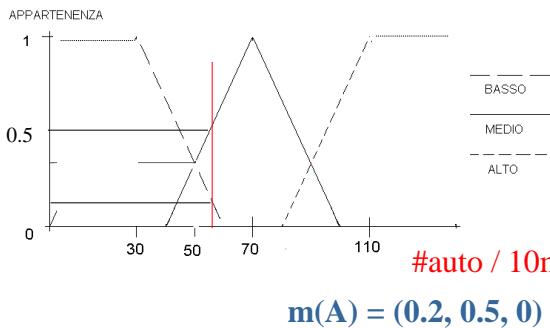 APPARTENENZA
1
0.5
0
30
50
70
110
BASSO
MEDIO
ALTO
#auto / 10
m(A) = (0.2, 0.5, 0)